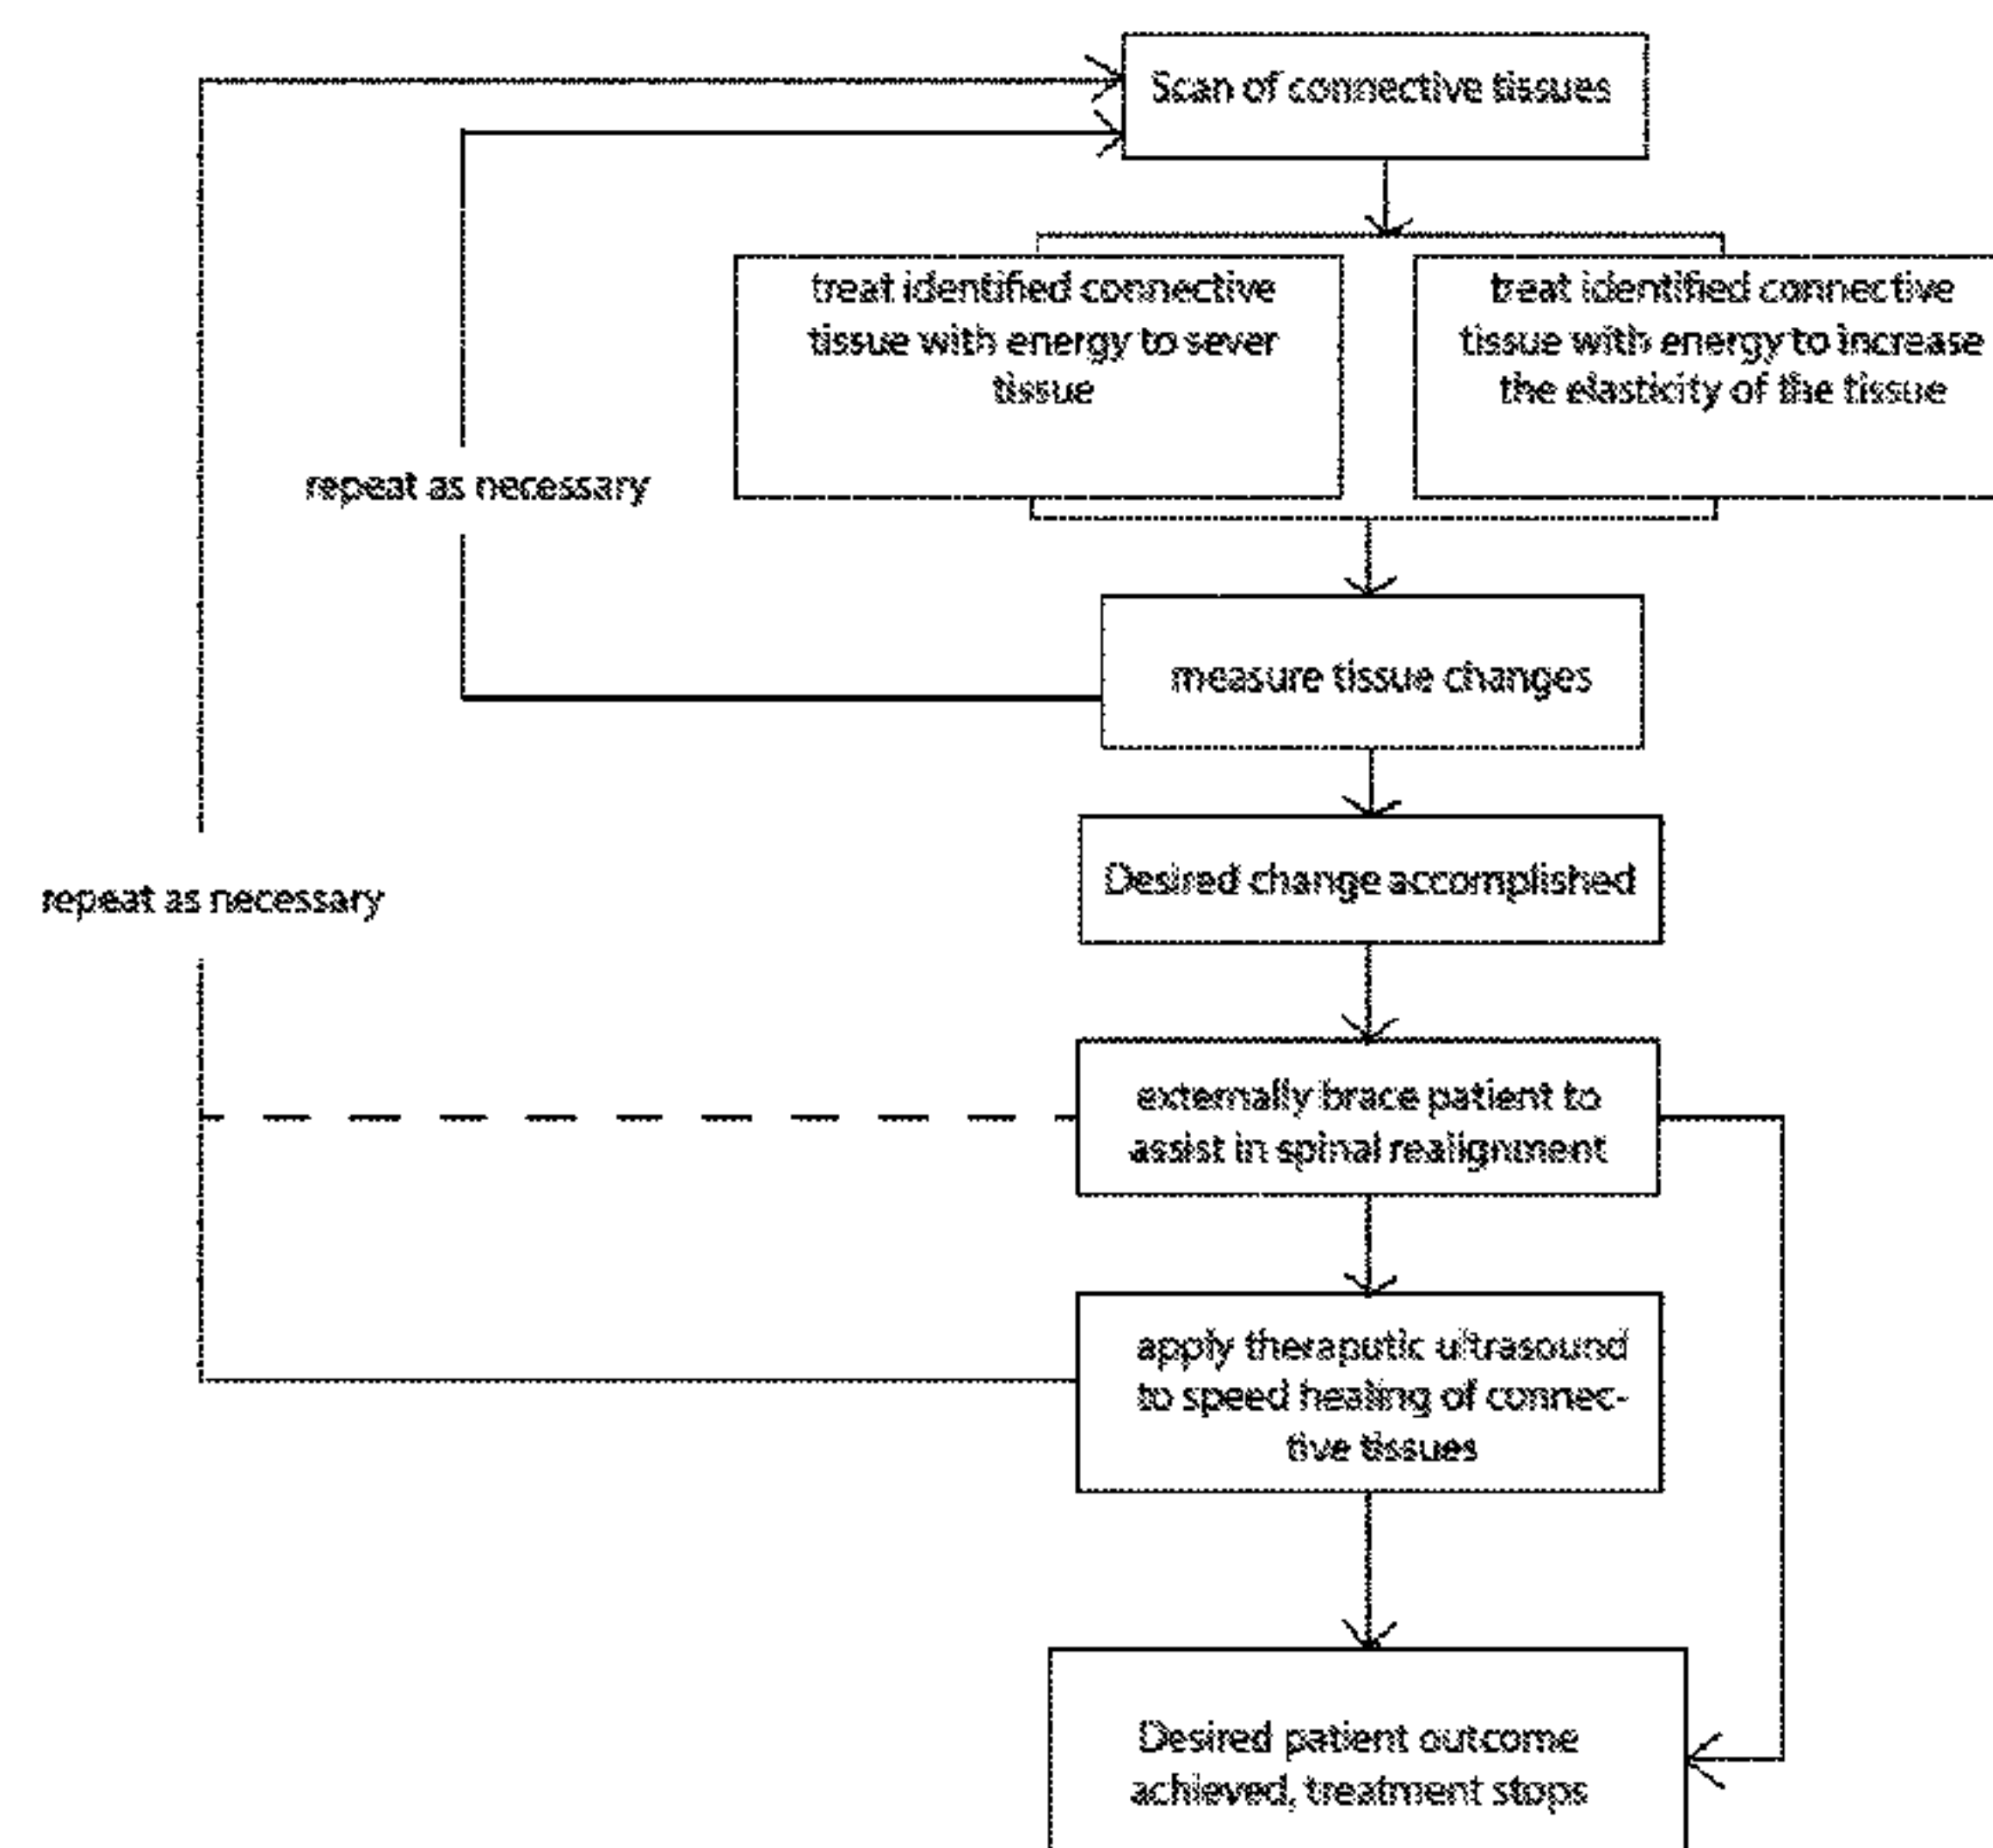 Scan of connective tissues
treat identified connective
tissue with energy to sever
tissue
treat identified connective
tissue with energy to increase
the elasticity of the tissue
repeat as necessary
measure tissue changes
Desired change accomplished
repeat as necessary
externally brace patient to
assist in spinal realignment
apply theraputic ultrasound
to speed healing of connec-
tive tissues
Desired patient outcome
achieved, treatment stops